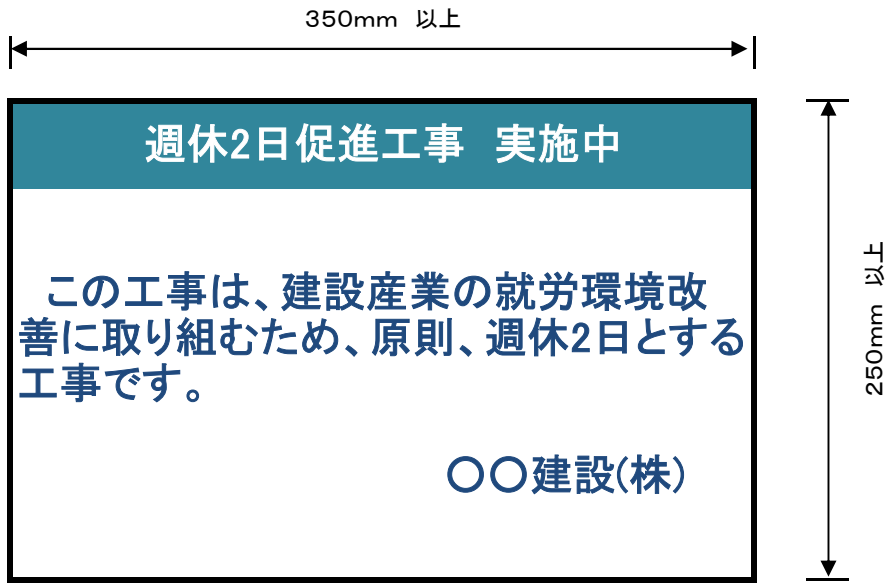 350mm　以上
週休2日促進工事　実施中
この工事は、建設産業の就労環境改
善に取り組むため、原則、週休2日とする
工事です。
〇〇建設(株)
250mm　以上